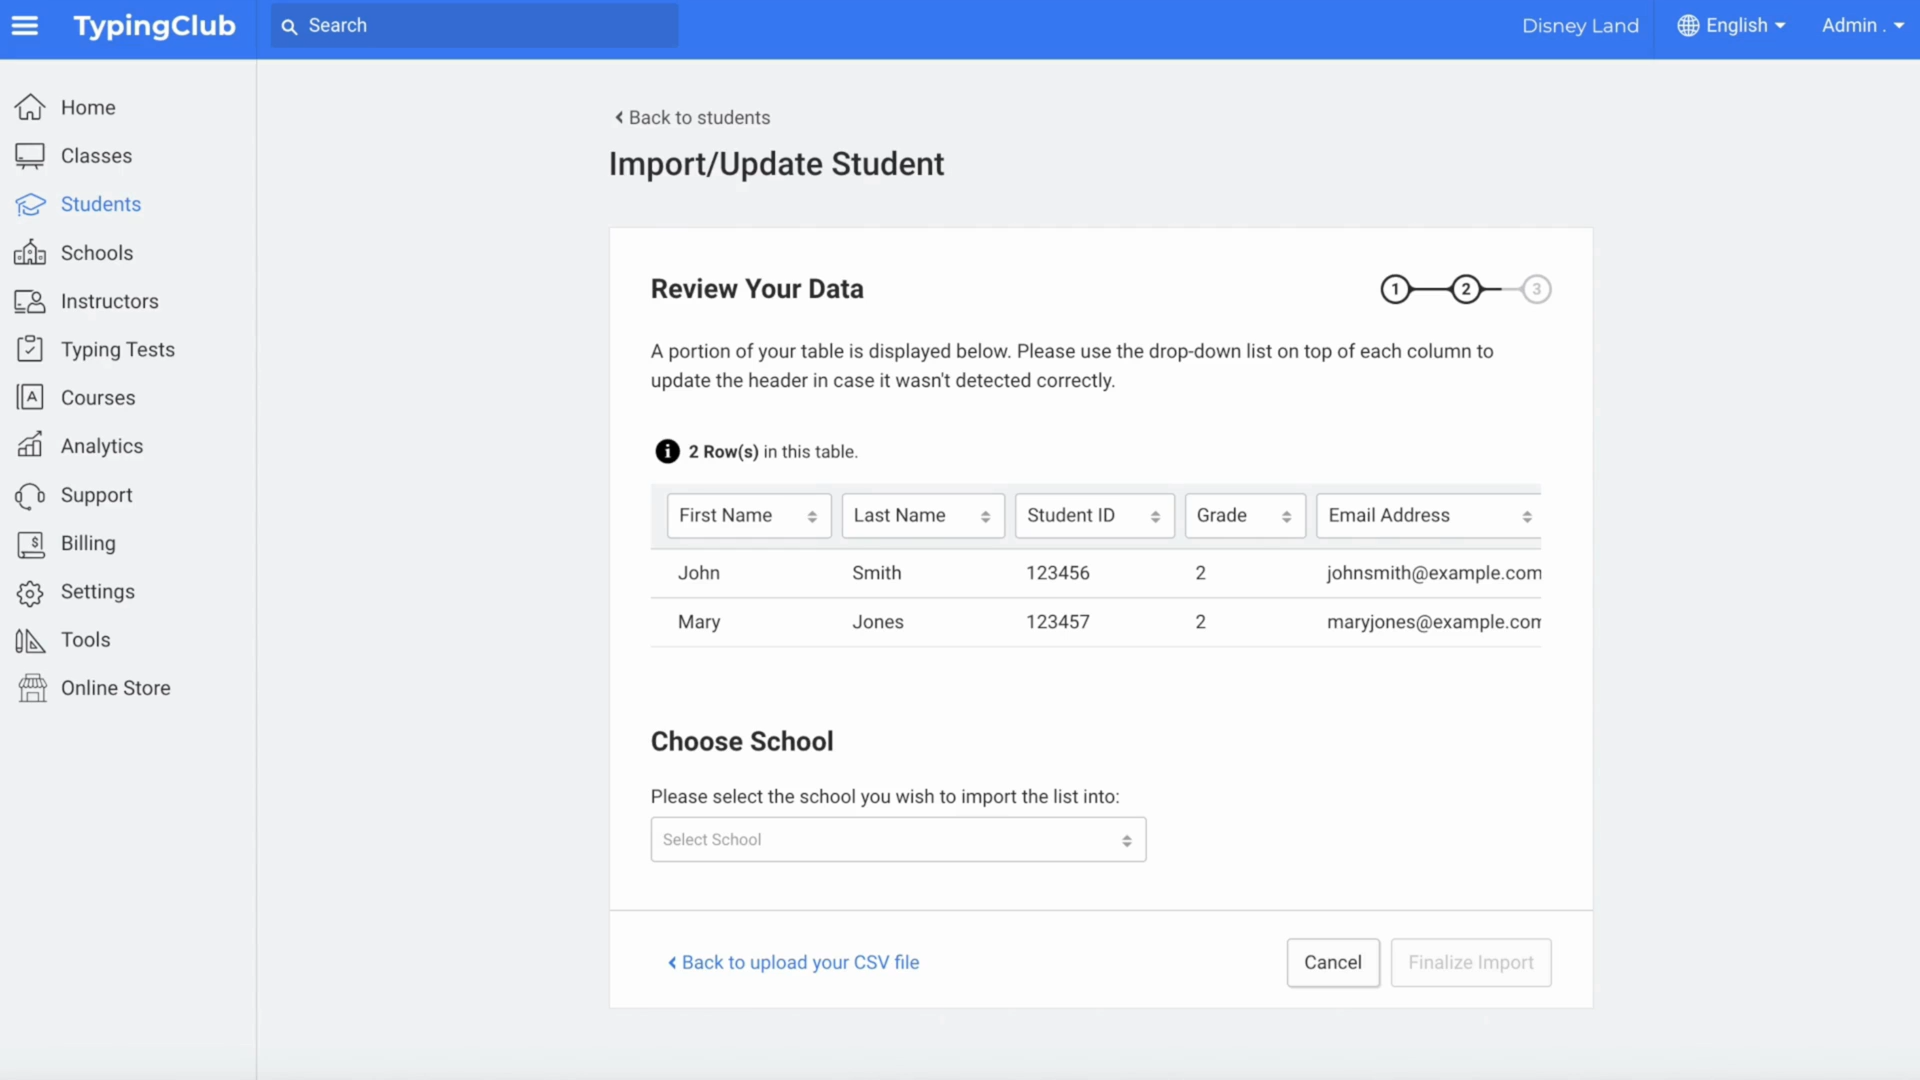 TypingClub
Search
Disney Land
English
Admin .
Home
Classes
Students
Schools
Instructors
Typing Tests
Courses
Analytics
Support
Billing
Settings
Tools
Online Store
Back to students
Import/Update Student
Review Your Data
1
2
3
A portion of your table is displayed below. Please use the drop-down list on top of each column to
update the header in case it wasn't detected correctly.
2 Row(s) in this table.
First Name Last Name Student ID Grade Email Address
John Smith 123456 2 johnsmith@example.com
Mary Jones 123457 2 maryjones@example.com
Choose School
Please select the school you wish to import the list into:
Select School
Back to upload your CSV file
Cancel
Finalize Import